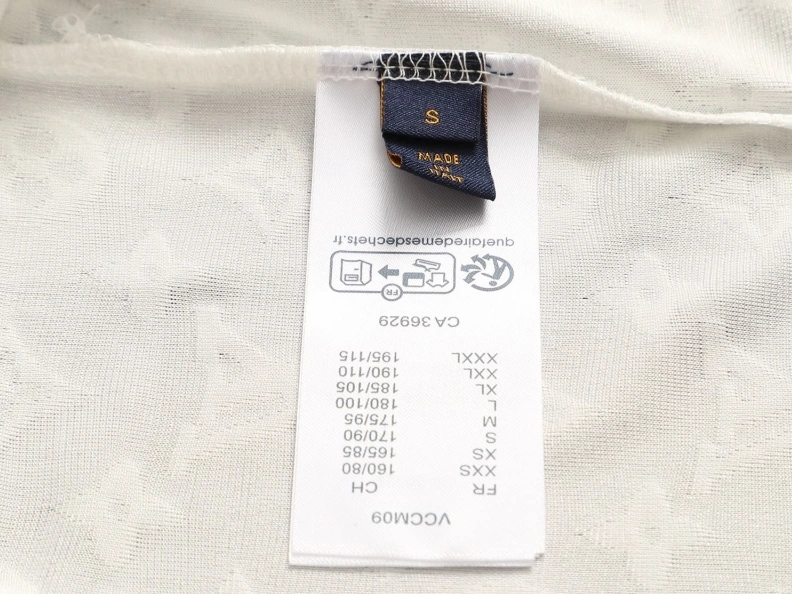 S
MADE
IN
ITALY
VCCM09
FR CH
XXS 160/80
XS 165/85
S 170/90
M 175/95
L 180/100
XL 185/105
XXL 190/110
XXXL 195/115
CA 36929
FR
quefairedemesdechets.fr